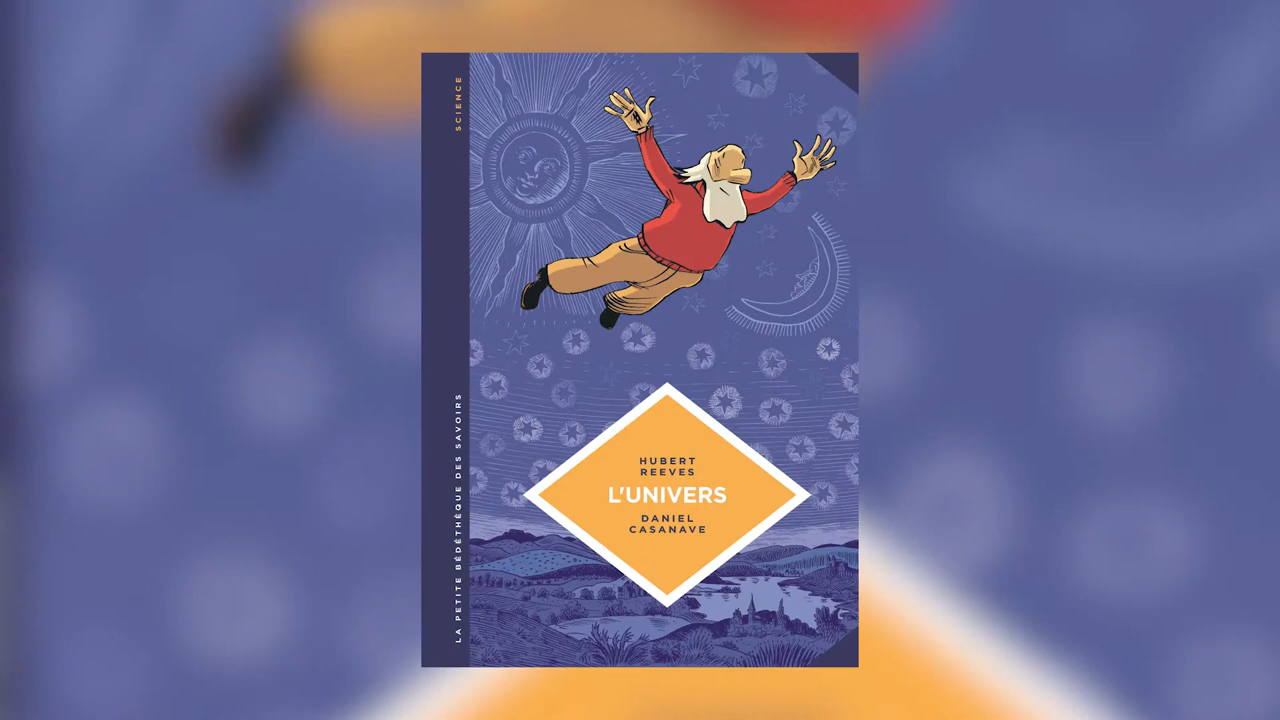 SCIENCE
LA PETITE BÉDÉTHÈQUE DES SAVOIRS
HUBERT
REEVES
L'UNIVERS
DANIEL
CASANAVE